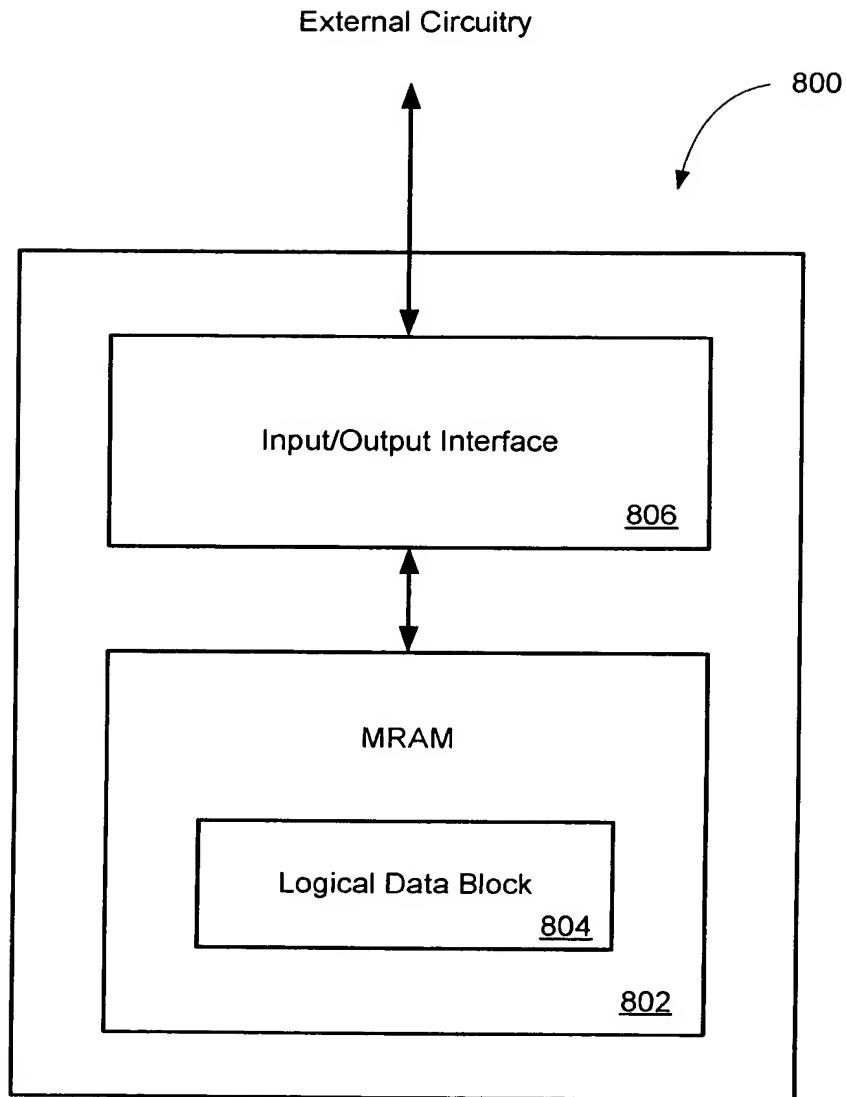 External Circuitry
800
Input/Output Interface
806
MRAM
Logical Data Block
804
802